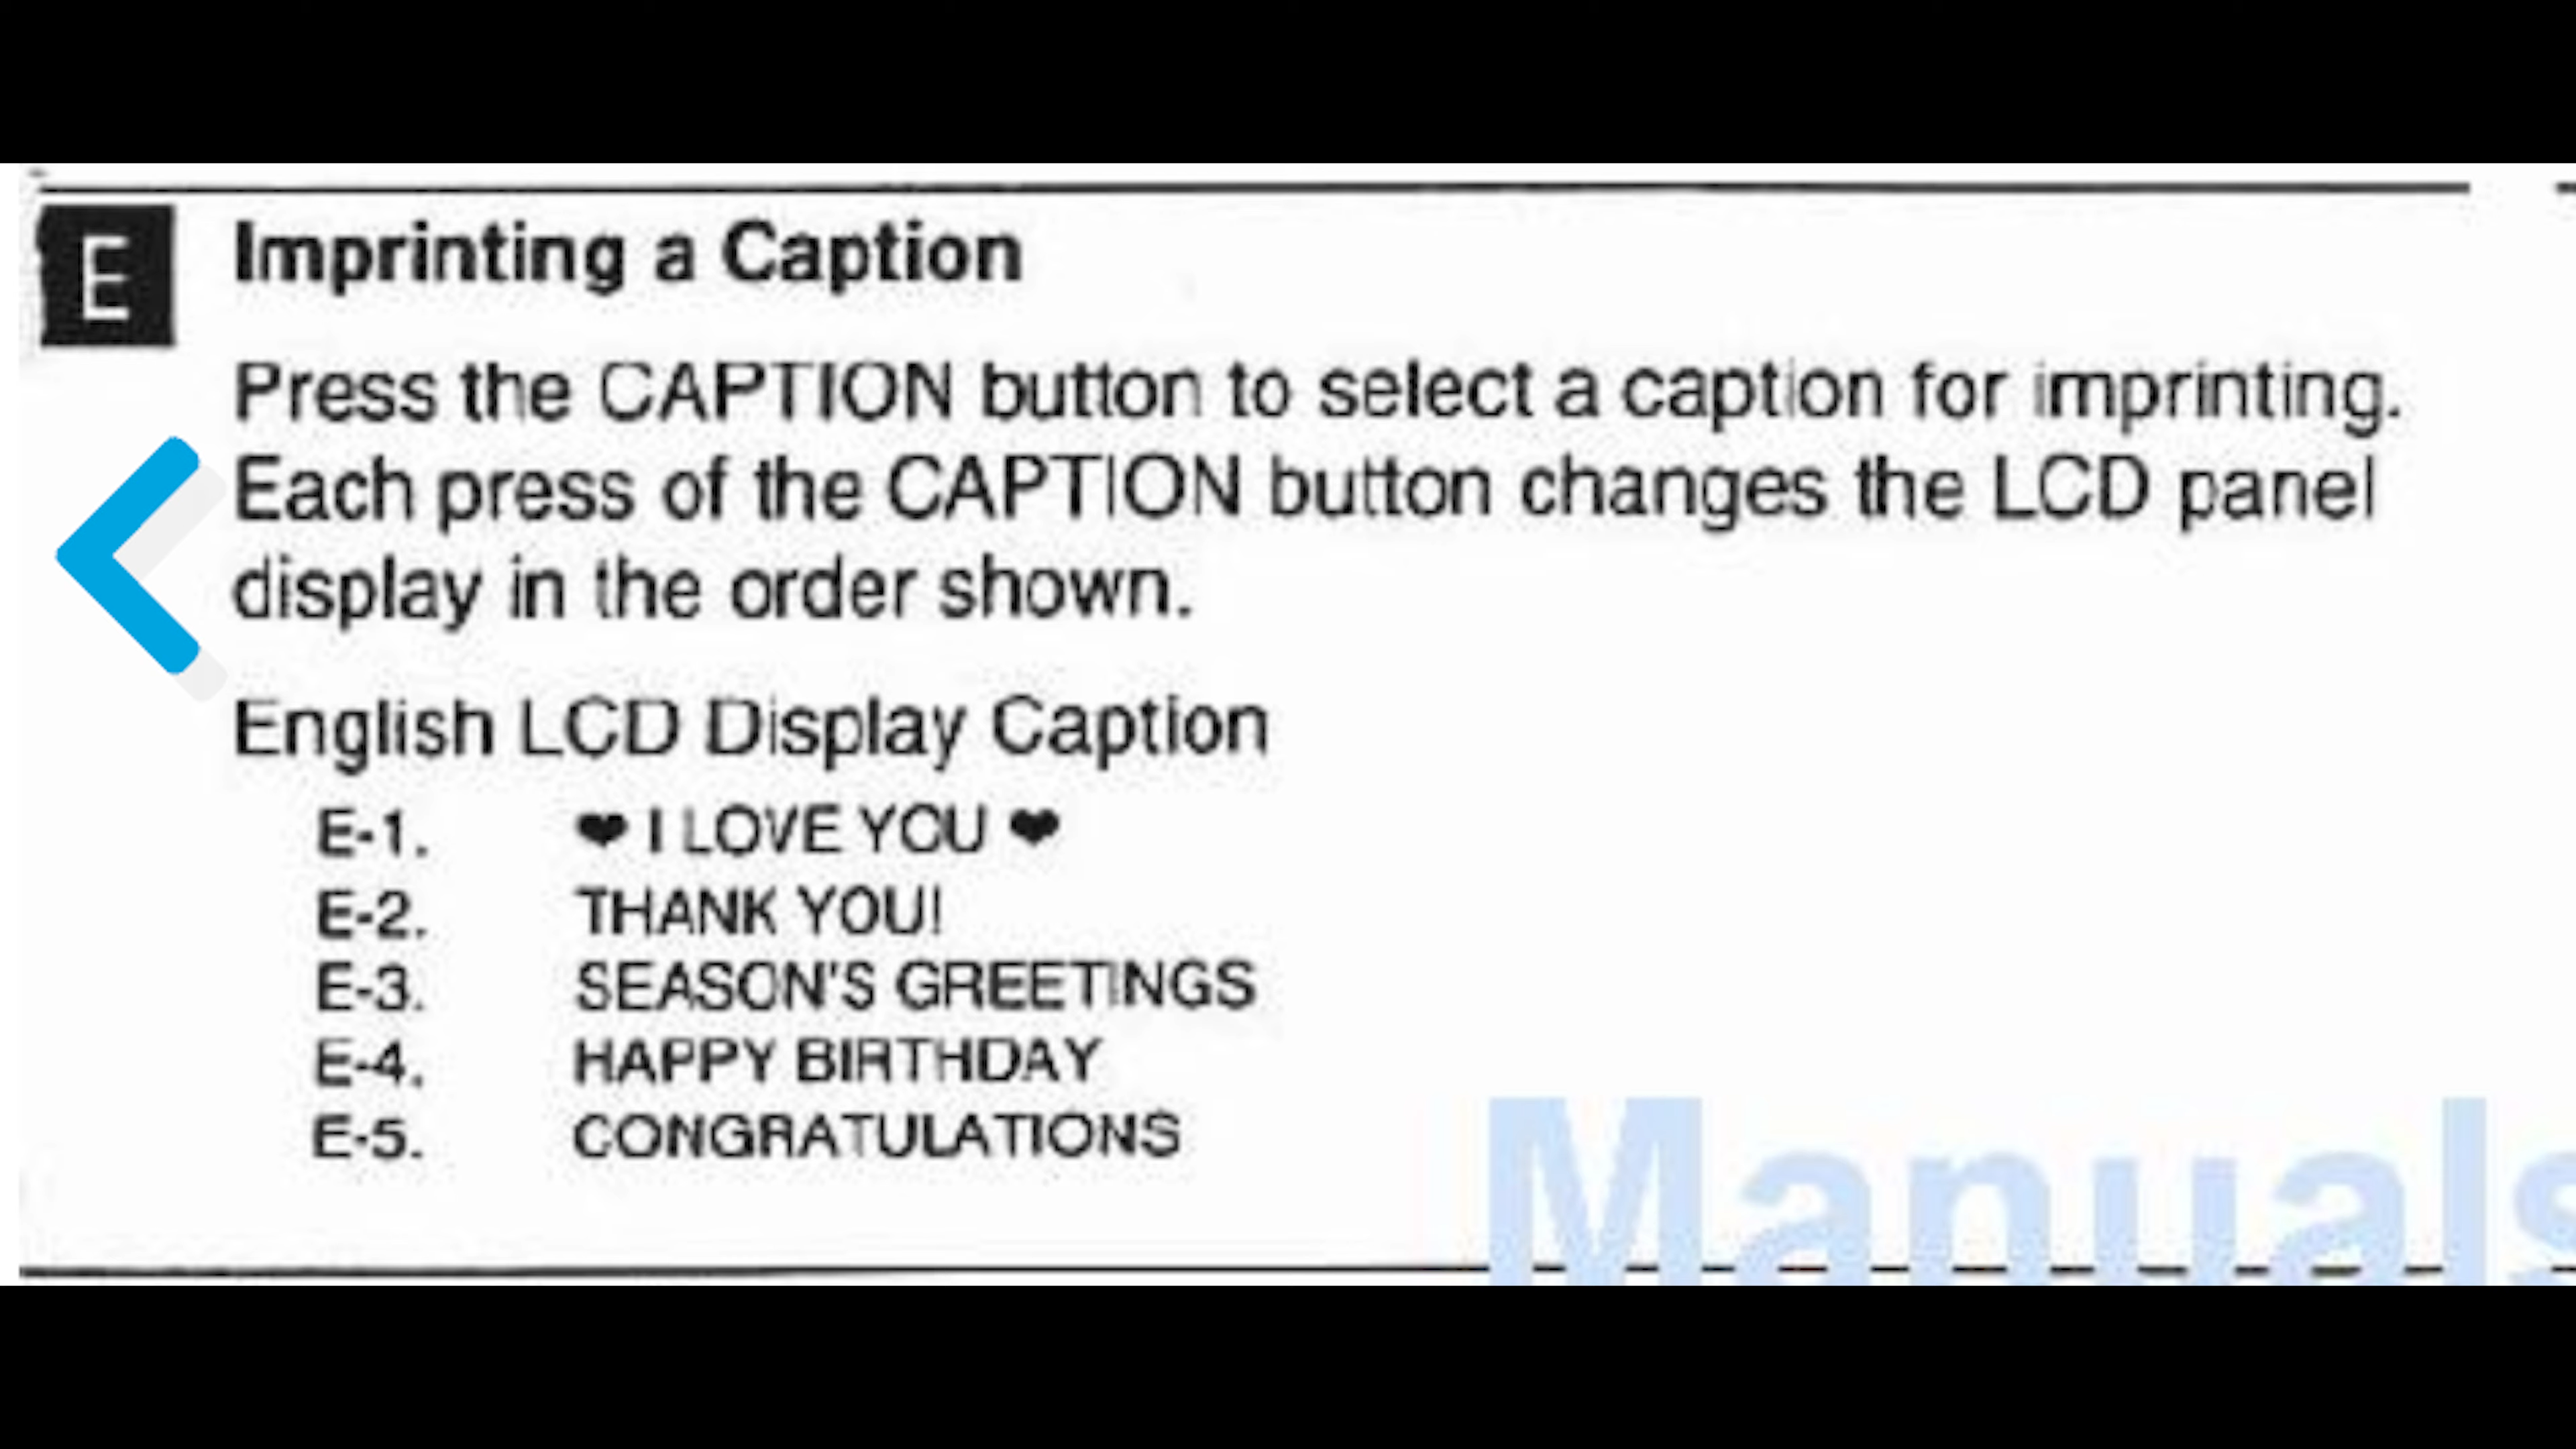 E Imprinting a Caption
Press the CAPTION button to select a caption for imprinting.
Each press of the CAPTION button changes the LCD panel
display in the order shown.
English LCD Display Caption
E-1. ❤ I LOVE YOU ❤
E-2. THANK YOU!
E-3. SEASON'S GREETINGS
E-4. HAPPY BIRTHDAY
E-5. CONGRATULATIONS
Manuals